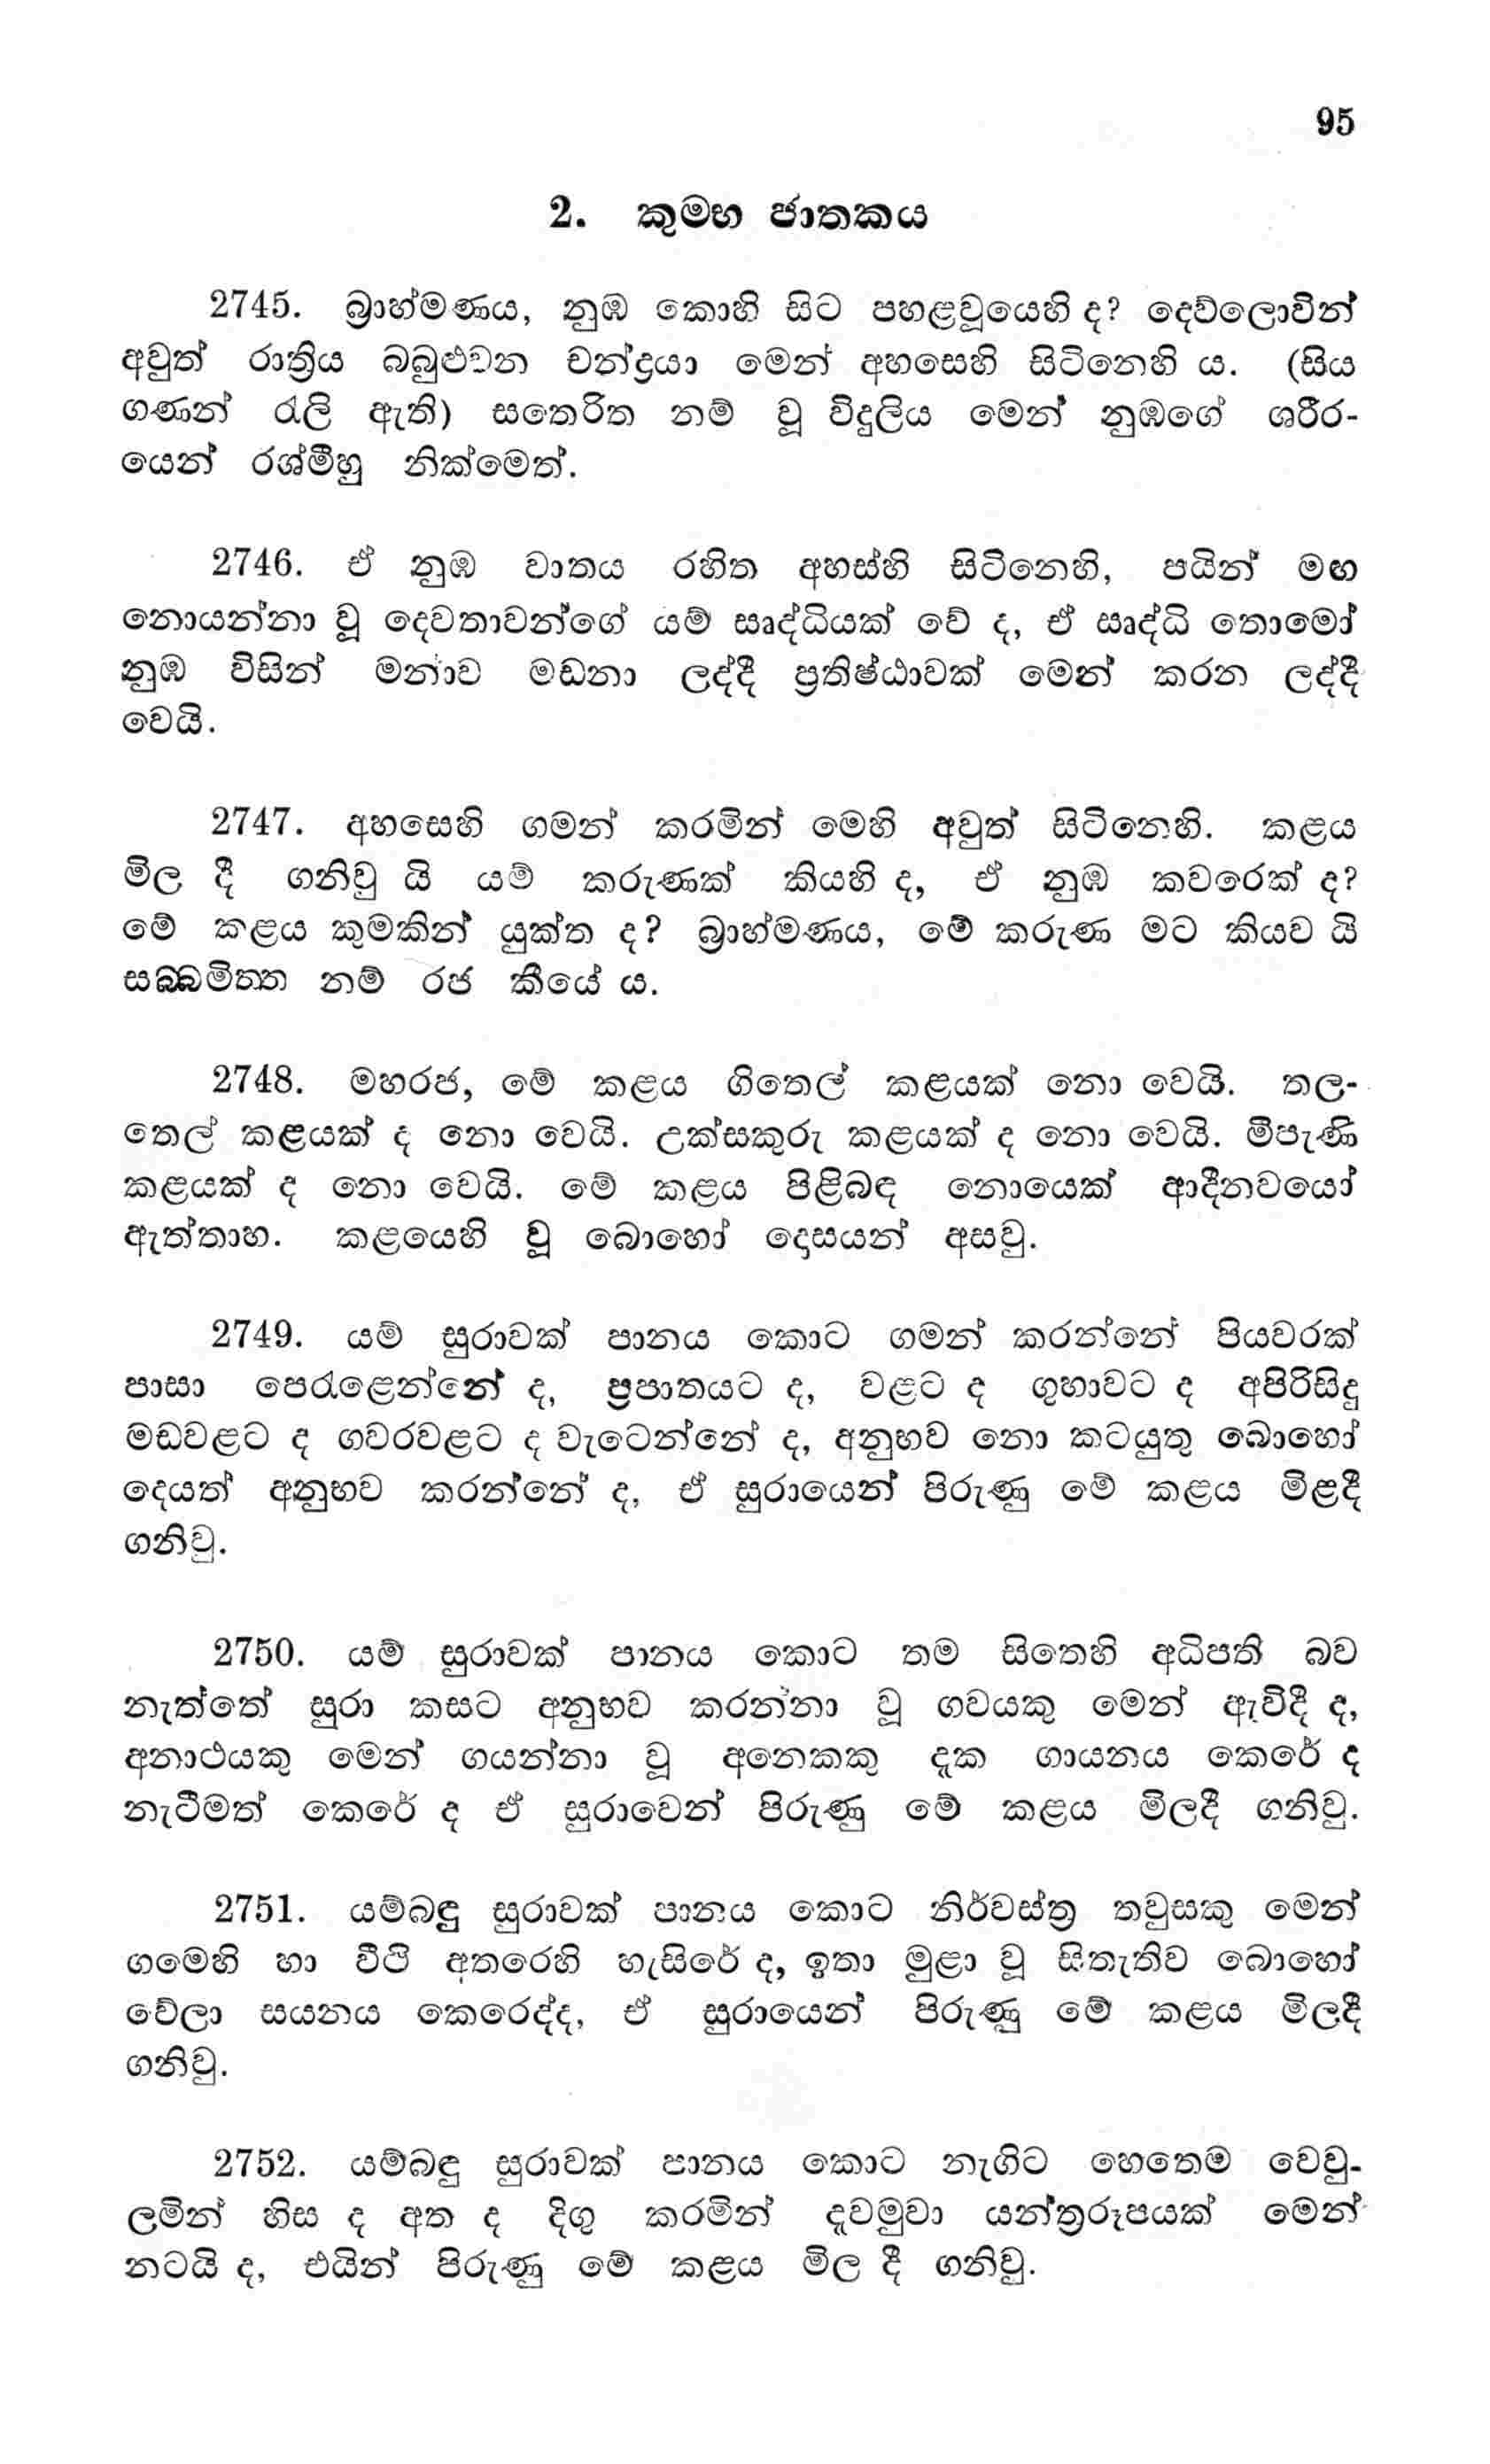 95
2. කුමභ ජාතකය
2745. බ්‍රාහ්මණය, නුඹ කොහි සිට පහළවූයෙහි ද? දෙව්ලොවින්
අවුත් රාත්‍රිය බබුළුවන චන්ද්‍රයා මෙන් අහසෙහි සිටිනෙහි ය. (සිය
ගණන් රැලි ඇති) සතෙරිත නම් වූ විදුලිය මෙන් නුඹගේ ශරීර-
යෙන් රශ්මීහු නික්මෙත්.
2746. ඒ නුඹ වාතය රහිත අහස්හි සිටිනෙහි, පයින් මඟ
නොයන්නා වූ දෙවතාවන්ගේ යම් සෘද්ධියක් වේ ද, ඒ සෘද්ධි තොමෝ
නුඹ විසින් මනාව මඩනා ලද්දී ප්‍රතිෂ්ඨාවක් මෙන් කරන ලද්දී
වෙයි.
2747. අහසෙහි ගමන් කරමින් මෙහි අවුත් සිටිනෙහි. කළය
මිල දී ගනිවු යි යම් කරුණක් කියහි ද, ඒ නුඹ කවරෙක් ද?
මේ කළය කුමකින් යුක්ත ද? බ්‍රාහ්මණය, මේ කරුණ මට කියව යි
සබ්බමිත්ත නම් රජ කීයේ ය.
2748. මහරජ, මේ කළය ගිතෙල් කළයක් නො වෙයි. තල-
තෙල් කළයක් ද නො වෙයි. උක්සකුරු කළයක් ද නො වෙයි. මීපැණි
කළයක් ද නො වෙයි. මේ කළය පිළිබඳ නොයෙක් ආදීනවයෝ
ඇත්තාහ. කළයෙහි වූ බොහෝ දොසයන් අසවු.
2749. යම් සුරාවක් පානය කොට ගමන් කරන්නේ පියවරක්
පාසා පෙරළෙන්නේ ද, ප්‍රපාතයට ද, වළට ද ගුහාවට ද අපිරිසිදු
මඩවළට ද ගවරවළට ද වැටෙන්නේ ද, අනුභව නො කටයුතු බොහෝ
දෙයත් අනුභව කරන්නේ ද, ඒ සුරායෙන් පිරුණු මේ කළය මිළදී
ගනිවු.
2750. යම් සුරාවක් පානය කොට තම සිතෙහි අධිපති බව
නැත්තේ සුරා කසට අනුභව කරන්නා වූ ගවයකු මෙන් ඇවිදී ද,
අනාථයකු මෙන් ගයන්නා වූ අනෙකකු දැක ගායනය කෙරේ ද
නැටීමත් කෙරේ ද ඒ සුරාවෙන් පිරුණු මේ කළය මිලදී ගනිවු.
2751. යම්බඳු සුරාවක් පානය කොට නිර්වස්ත්‍ර තවුසකු මෙන්
ගමෙහි හා වීථි අතරෙහි හැසිරේ ද, ඉතා මුළා වූ සිතැතිව බොහෝ
වේලා සයනය කෙරෙද්ද, ඒ සුරායෙන් පිරුණු මේ කළය මිලදී
ගනිවු.
2752. යම්බඳු සුරාවක් පානය කොට නැගිට හෙතෙම වෙවු-
ලමින් හිස ද අත ද දිගු කරමින් දැවමුවා යන්ත්‍රරූපයක් මෙන්
නටයි ද, එයින් පිරුණු මේ කළය මිල දී ගනිවු.